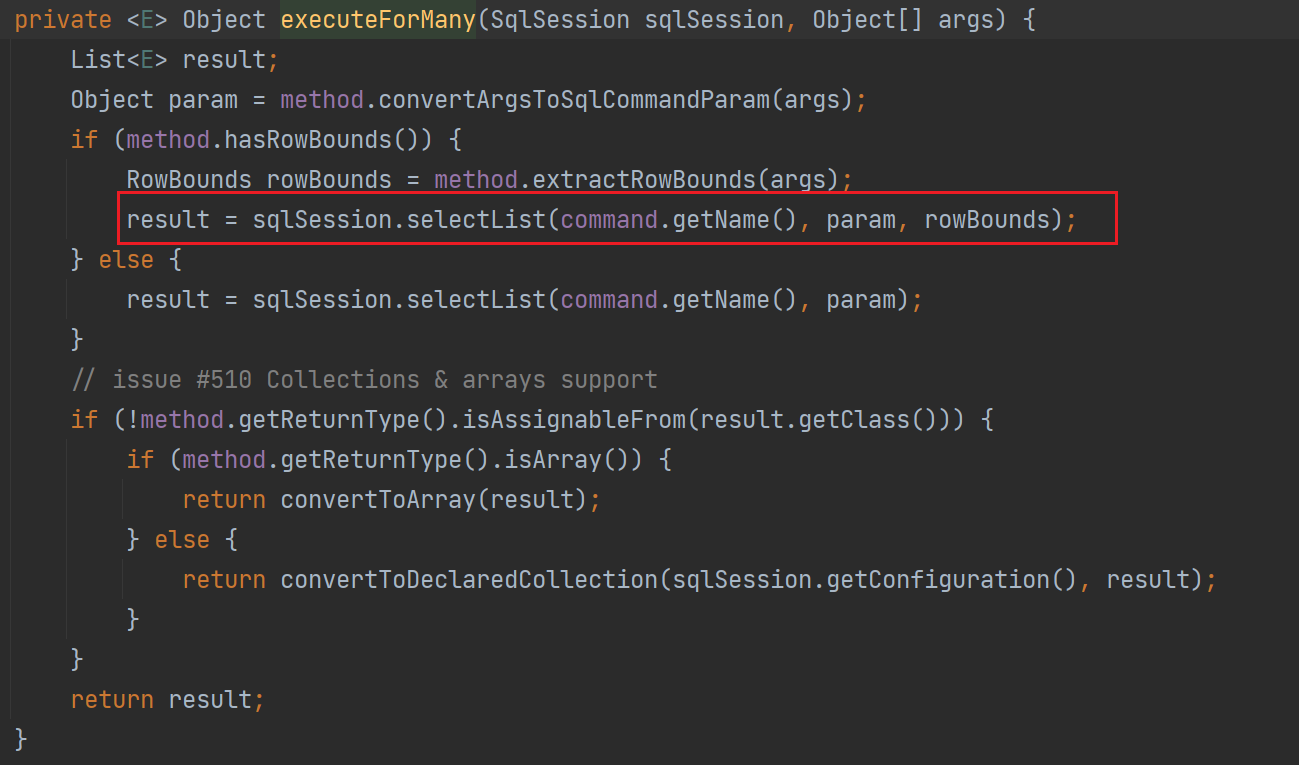 private <E> Object executeForMany(SqlSession sqlSession, Object[] args) {
    List<E> result;
    Object param = method.convertArgsToSqlCommandParam(args);
    if (method.hasRowBounds()) {
        RowBounds rowBounds = method.extractRowBounds(args);
        result = sqlSession.selectList(command.getName(), param, rowBounds);
    } else {
        result = sqlSession.selectList(command.getName(), param);
    }
    // issue #510 Collections & arrays support
    if (!method.getReturnType().isAssignableFrom(result.getClass())) {
        if (method.getReturnType().isArray()) {
            return convertToArray(result);
        } else {
            return convertToDeclaredCollection(sqlSession.getConfiguration(), result);
        }
    }
    return result;
}